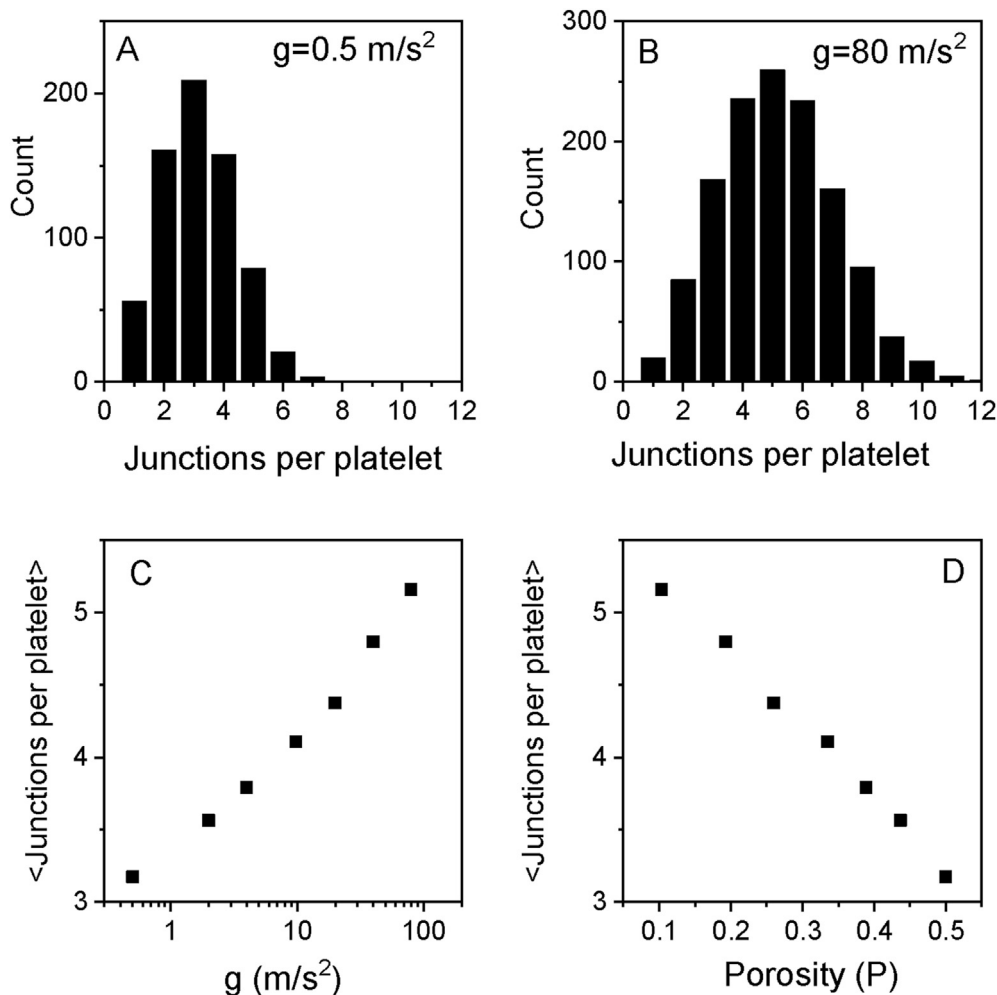 A
g=0.5 m/s²
200
100
0
Count
0 2 4 6 8 10 12
Junctions per platelet
B
g=80 m/s²
300
200
100
0
Count
0 2 4 6 8 10 12
Junctions per platelet
C
5
4
3
<Junctions per platelet>
1 10 100
g (m/s²)
D
5
4
3
<Junctions per platelet>
0.1 0.2 0.3 0.4 0.5
Porosity (P)